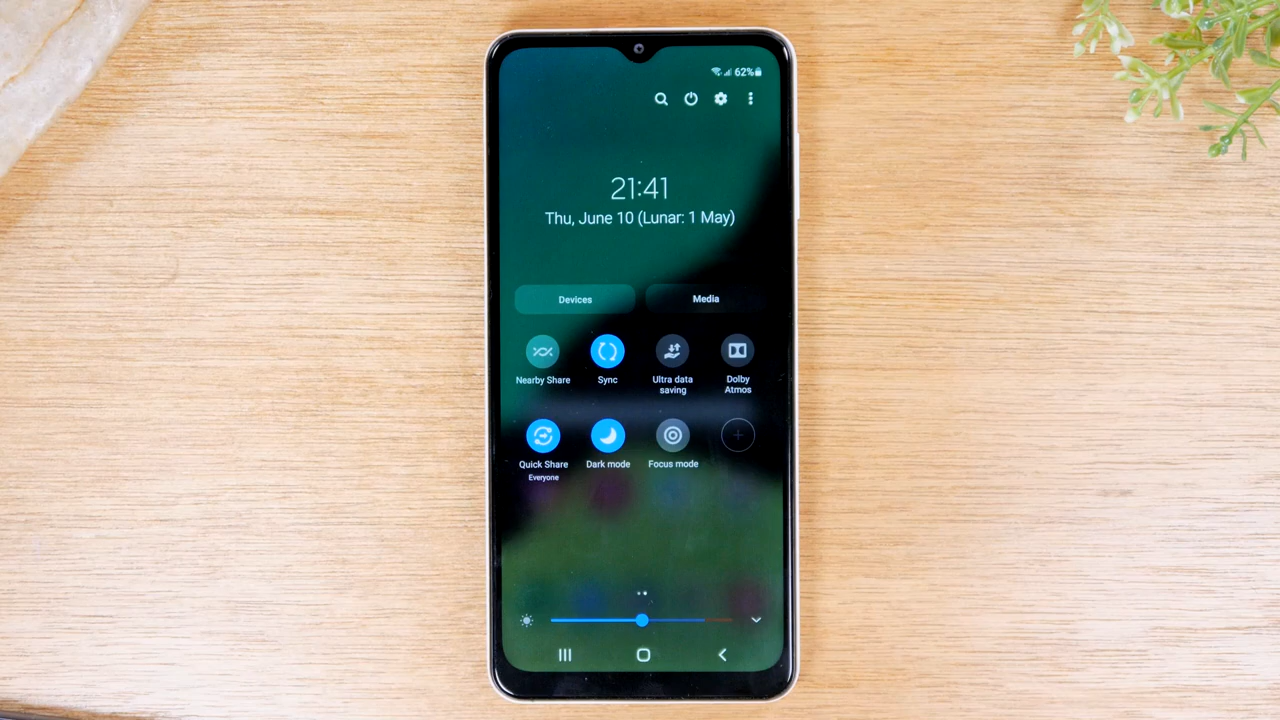 62%
21:41
Thu, June 10 (Lunar: 1 May)
Devices
Media
Nearby Share
Sync
Ultra data
saving
Dolby
Atmos
Quick Share
Everyone
Dark mode
Focus mode